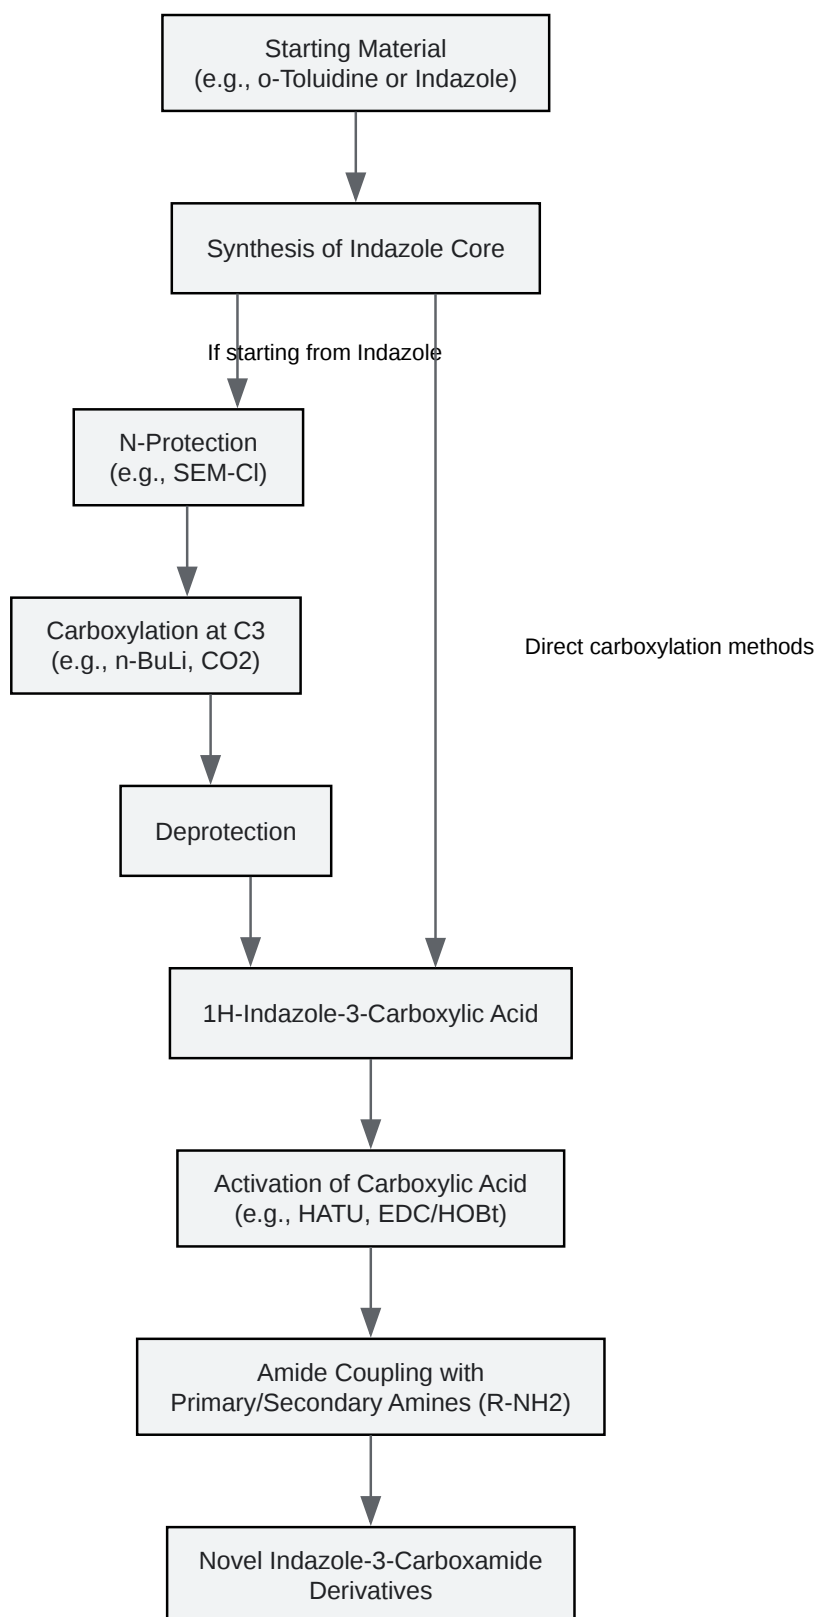 Starting Material
(e.g., o-Toluidine or Indazole)
Synthesis of Indazole Core
If starting from Indazole
N-Protection
(e.g., SEM-Cl)
Carboxylation at C3
(e.g., n-BuLi, CO2)
Direct carboxylation methods
Deprotection
1H-Indazole-3-Carboxylic Acid
Activation of Carboxylic Acid
(e.g., HATU, EDC/HOBt)
Amide Coupling with
Primary/Secondary Amines (R-NH2)
Novel Indazole-3-Carboxamide
Derivatives